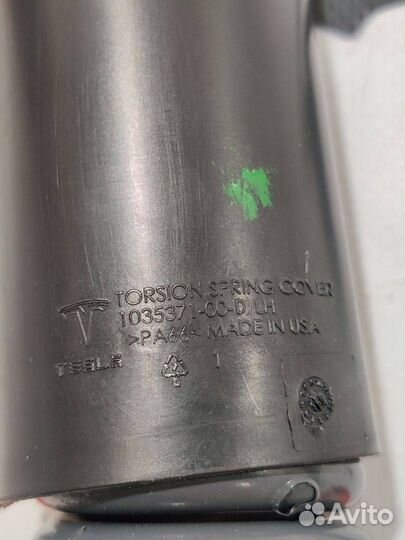 TORSION SPRING COVER
1035371-00-D LH
>PA66< MADE IN USA
TESLA
1
Avito